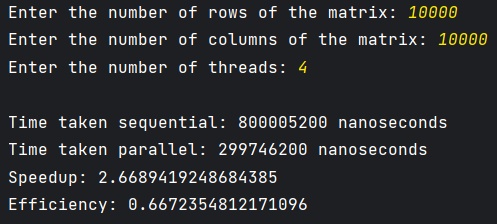 Enter the number of rows of the matrix: 10000
Enter the number of columns of the matrix: 10000
Enter the number of threads: 4
Time taken sequential: 800005200 nanoseconds
Time taken parallel: 299746200 nanoseconds
Speedup: 2.6689419248684385
Efficiency: 0.6672354812171096